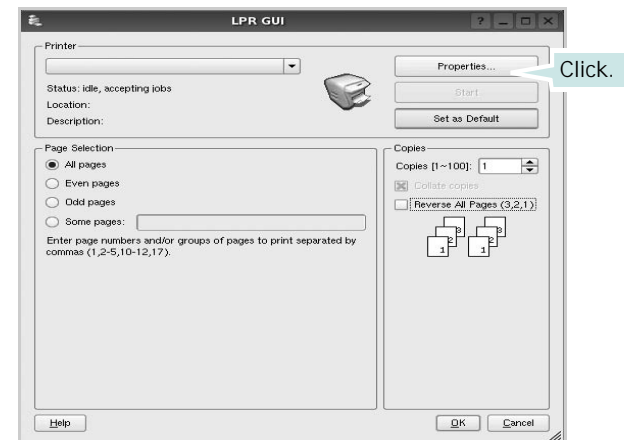 LPR GUI
Printer
Properties...
Click.
Status: idle, accepting jobs
Start
Location:
Description:
Set as Default
Page Selection
All pages
Even pages
Odd pages
Some pages:
Enter page numbers and/or groups of pages to print separated by
commas (1,2-5,10-12,17).
Copies
Copies [1~100]: 1
Collate copies
Reverse All Pages (3,2,1)
3 3
2 2
1 1
Help
OK
Cancel